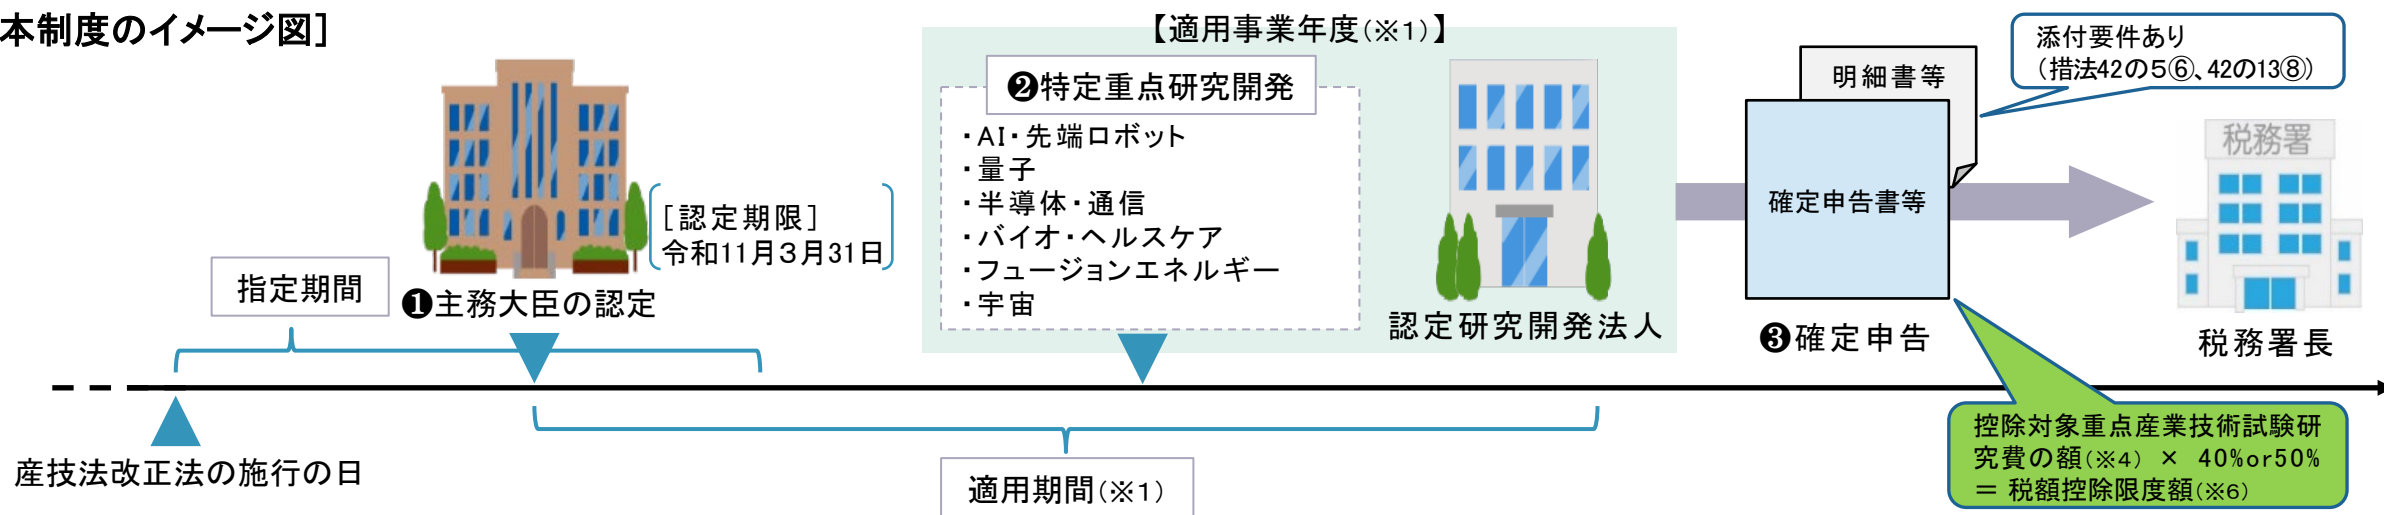 本制度のイメージ図]
【適用事業年度(※1)】
❷特定重点研究開発
・AI・先端ロボット
・量子
・半導体・通信
・バイオ・ヘルスケア
・フュージョンエネルギー
・宇宙
認定研究開発法人
[認定期限]
令和11月3月31日
指定期間
❶主務大臣の認定
産技法改正法の施行の日
適用期間(※1)
明細書等
確定申告書等
❸確定申告
添付要件あり
(措法42の5⑥、42の13⑧)
税務署
税務署長
控除対象重点産業技術試験研
究費の額(※4) × 40%or50%
= 税額控除限度額(※6)